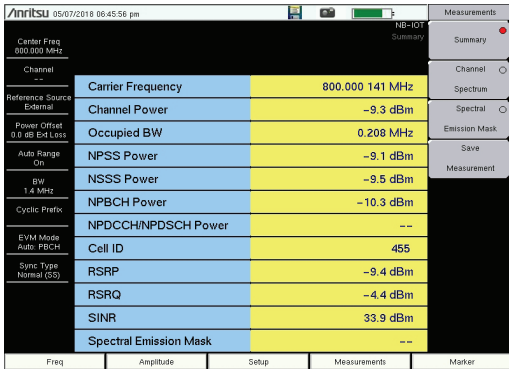 Anritsu 05/07/2018 06:45:56 pm
NB-IOT
Summary
Center Freq
800.000 MHz
Channel
--
Reference Source
External
Power Offset
0.0 dB Ext Loss
Auto Range
On
BW
1.4 MHz
Cyclic Prefix
EVM Mode
Auto: PBCH
Sync Type
Normal (SS)
Carrier Frequency 800.000 141 MHz
Channel Power -9.3 dBm
Occupied BW 0.208 MHz
NPSS Power -9.1 dBm
NSSS Power -9.5 dBm
NPBCH Power -10.3 dBm
NPDCCH/NPDSCH Power --
Cell ID 455
RSRP -9.4 dBm
RSRQ -4.4 dBm
SINR 33.9 dBm
Spectral Emission Mask --
Measurements
Summary
Channel
Spectrum
Spectral
Emission Mask
Save
Measurement
Freq Amplitude Setup Measurements Marker